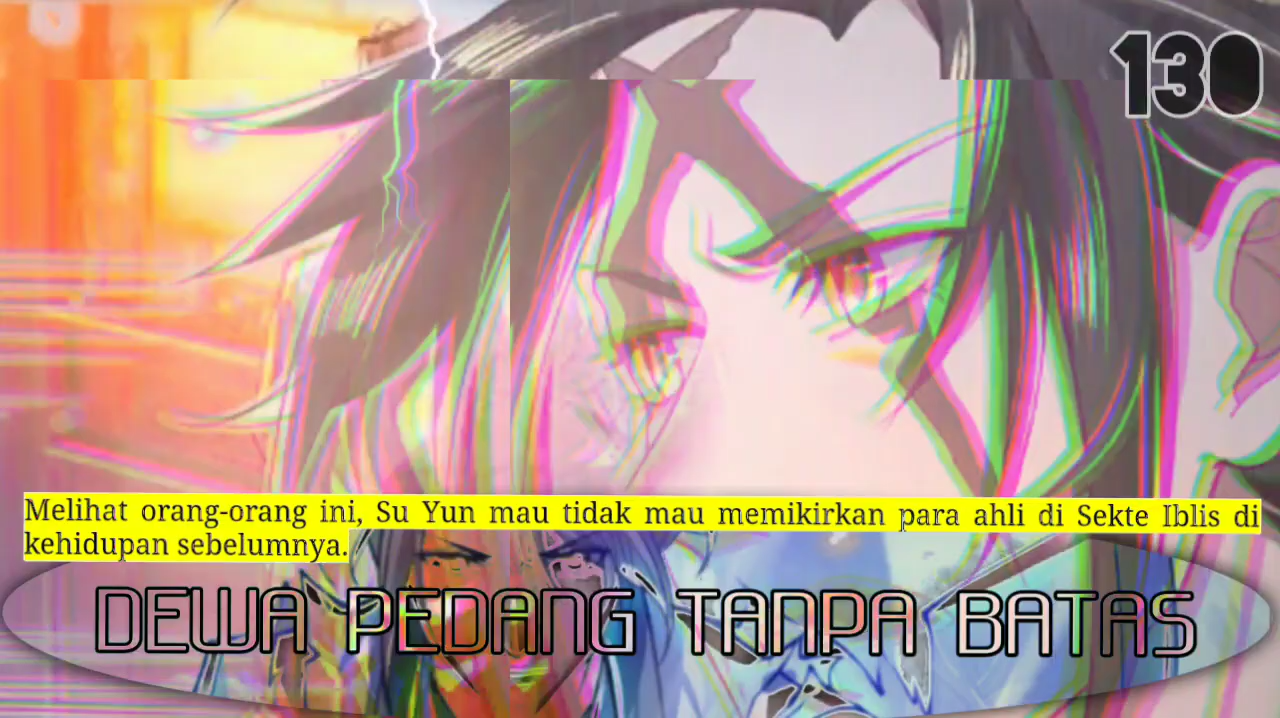 130
Melihat orang-orang ini, Su Yun mau tidak mau memikirkan para ahli di Sekte Iblis di
kehidupan sebelumnya.
DEWA PEDANG TANPA BATAS